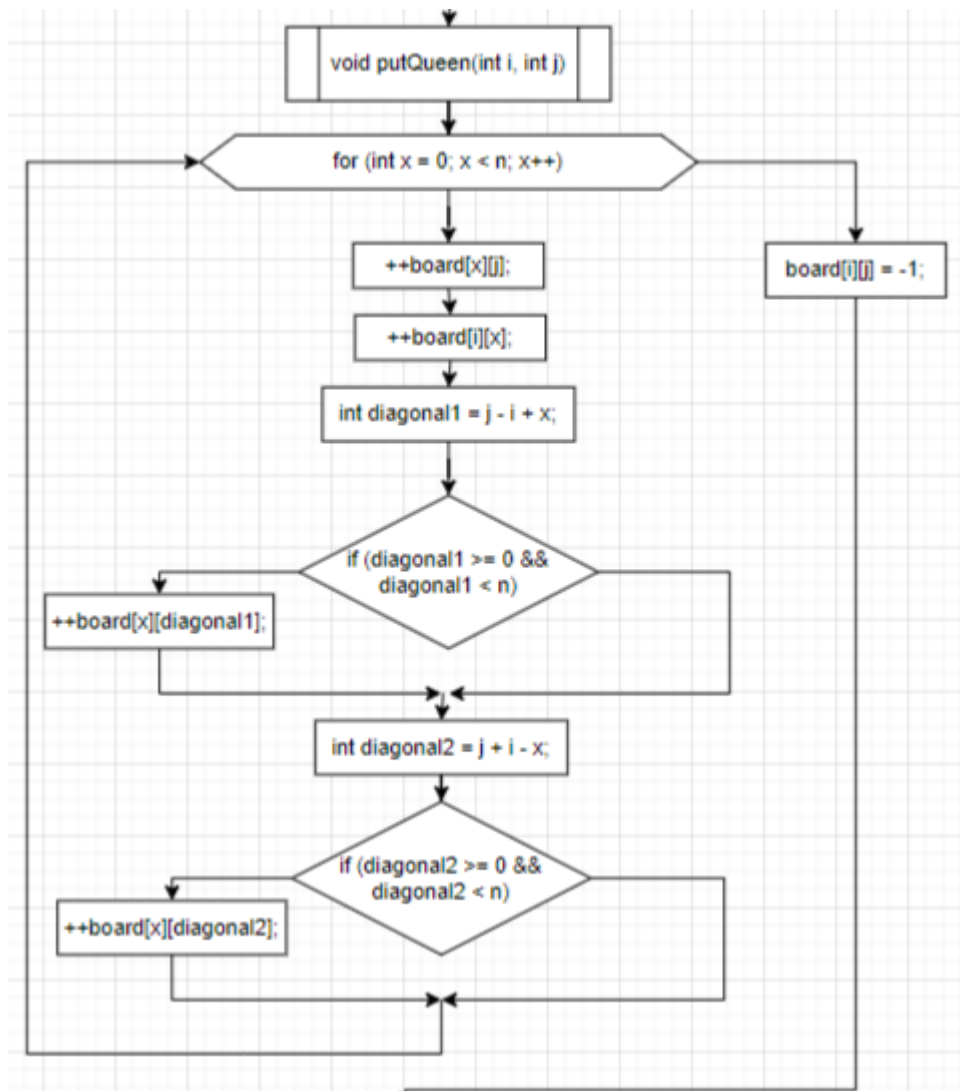 void putQueen(int i, int j)
for (int x = 0; x < n; x++)
++board[x][j];
board[i][j] = -1;
++board[i][x];
int diagonal1 = j - i + x;
if (diagonal1 >= 0 &&
diagonal1 < n)
++board[x][diagonal1];
int diagonal2 = j + i - x;
if (diagonal2 >= 0 &&
diagonal2 < n)
++board[x][diagonal2];